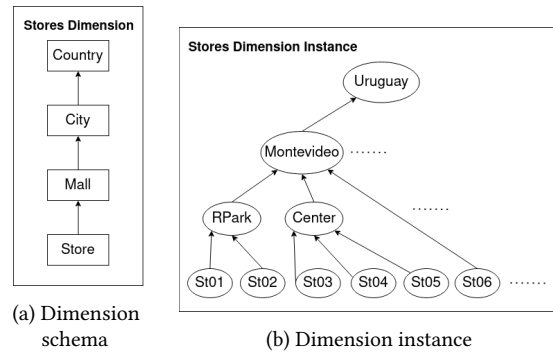 Stores Dimension
Country
City
Mall
Store
(a) Dimension
schema
Stores Dimension Instance
Uruguay
Montevideo .......
RPark Center .......
St01 St02 St03 St04 St05 St06 .......
(b) Dimension instance